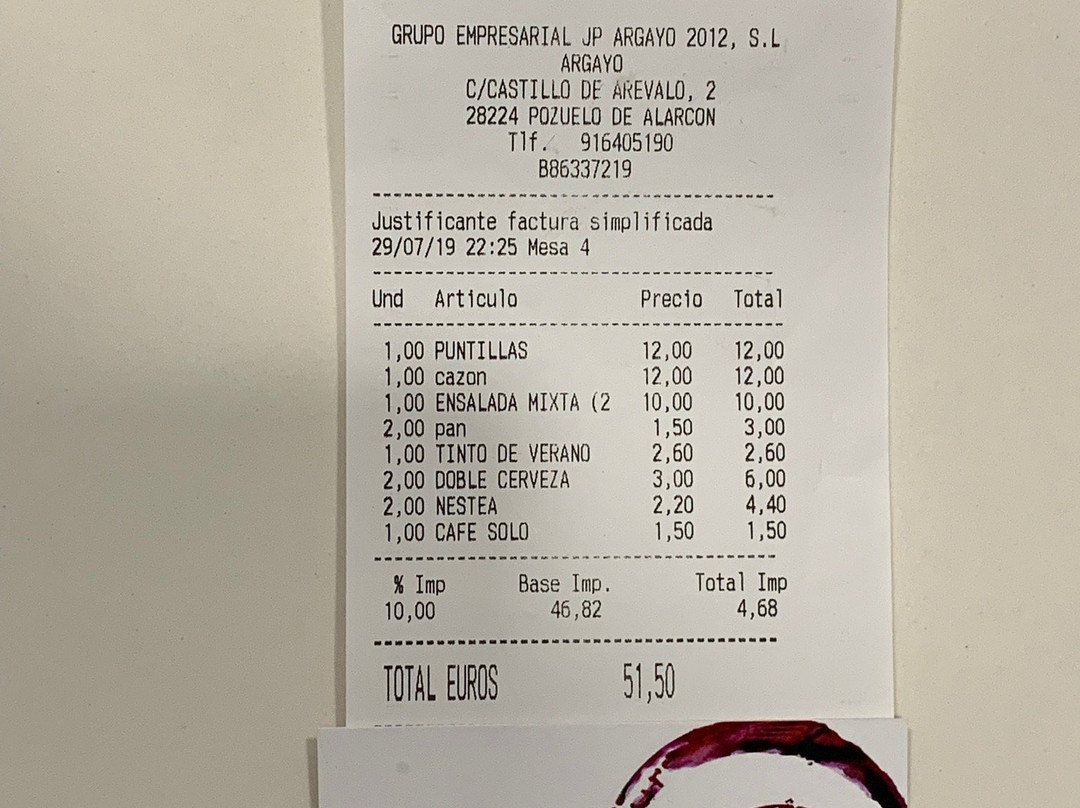 GRUPO EMPRESARIAL JP ARGAYO 2012, S.L
ARGAYO
C/CASTILLO DE AREVALO, 2
28224 POZUELO DE ALARCON
Tlf. 916405190
B86337219
Justificante factura simplificada
29/07/19 22:25 Mesa 4
Und Articulo Precio Total
1,00 PUNTILLAS 12,00 12,00
1,00 cazon 12,00 12,00
1,00 ENSALADA MIXTA (2 10,00 10,00
2,00 pan 1,50 3,00
1,00 TINTO DE VERANO 2,60 2,60
2,00 DOBLE CERVEZA 3,00 6,00
2,00 NESTEA 2,20 4,40
1,00 CAFE SOLO 1,50 1,50
% Imp Base Imp. Total Imp
10,00 46,82 4,68
TOTAL EUROS 51,50